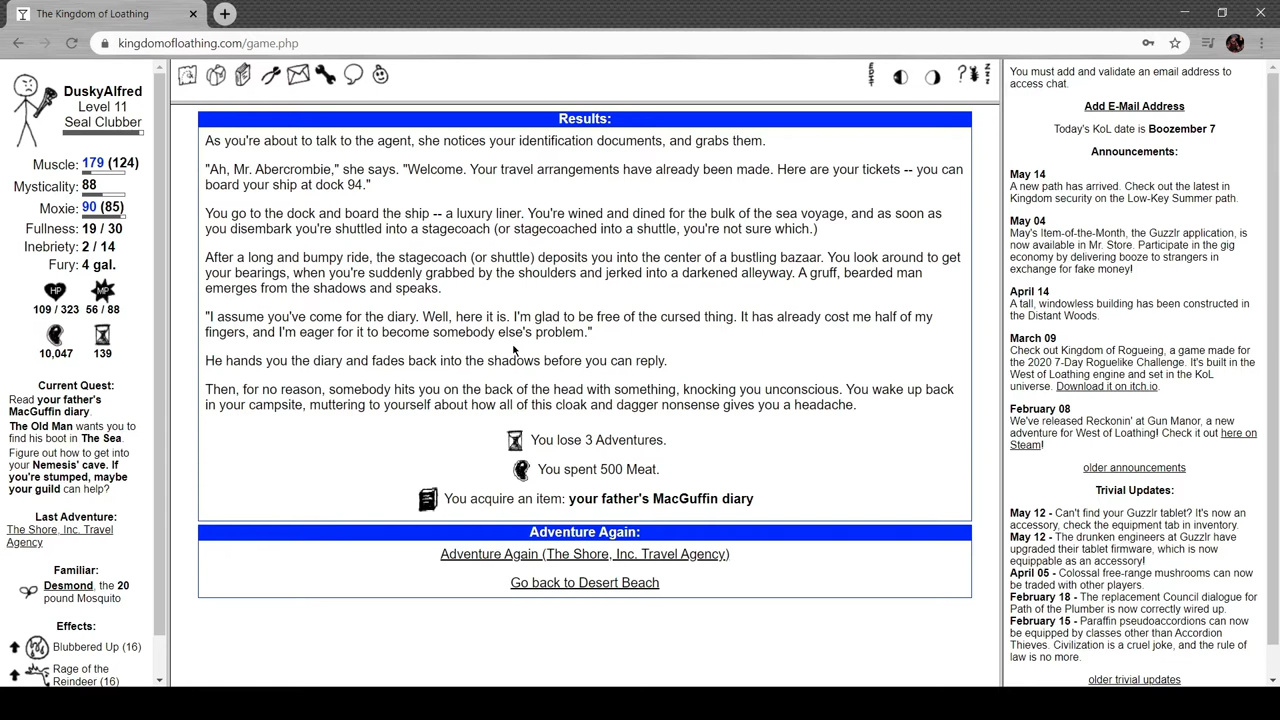 The Kingdom of Loathing
kingdomofloathing.com/game.php
DuskyAlfred
Level 11
Seal Clubber
Muscle: 179 (124)
Mysticality: 88
Moxie: 90 (85)
Fullness: 19 / 30
Inebriety: 2 / 14
Fury: 4 gal.
HP MP
109 / 323 56 / 88
10,047 139
Current Quest:
Read your father's
MacGuffin diary.
The Old Man wants you to
find his boot in The Sea.
Figure out how to get into
your Nemesis' cave. If
you're stumped, maybe
your guild can help?
Last Adventure:
The Shore, Inc. Travel
Agency
Familiar:
Desmond, the 20
pound Mosquito
Effects:
Blubbered Up (16)
Rage of the
Reindeer (16)
Results:
As you're about to talk to the agent, she notices your identification documents, and grabs them.
"Ah, Mr. Abercrombie," she says. "Welcome. Your travel arrangements have already been made. Here are your tickets -- you can
board your ship at dock 94."
You go to the dock and board the ship -- a luxury liner. You're wined and dined for the bulk of the sea voyage, and as soon as
you disembark you're shuttled into a stagecoach (or stagecoached into a shuttle, you're not sure which.)
After a long and bumpy ride, the stagecoach (or shuttle) deposits you into the center of a bustling bazaar. You look around to get
your bearings, when you're suddenly grabbed by the shoulders and jerked into a darkened alleyway. A gruff, bearded man
emerges from the shadows and speaks.
"I assume you've come for the diary. Well, here it is. I'm glad to be free of the cursed thing. It has already cost me half of my
fingers, and I'm eager for it to become somebody else's problem."
He hands you the diary and fades back into the shadows before you can reply.
Then, for no reason, somebody hits you on the back of the head with something, knocking you unconscious. You wake up back
in your campsite, muttering to yourself about how all of this cloak and dagger nonsense gives you a headache.
You lose 3 Adventures.
You spent 500 Meat.
You acquire an item: your father's MacGuffin diary
Adventure Again:
Adventure Again (The Shore, Inc. Travel Agency)
Go back to Desert Beach
You must add and validate an email address to
access chat.
Add E-Mail Address
Today's KoL date is Boozember 7
Announcements:
May 14
A new path has arrived. Check out the latest in
Kingdom security on the Low-Key Summer path.
May 04
May's Item-of-the-Month, the Guzzlr application, is
now available in Mr. Store. Participate in the gig
economy by delivering booze to strangers in
exchange for fake money!
April 14
A tall, windowless building has been constructed in
the Distant Woods.
March 09
Check out Kingdom of Rogueing, a game made for
the 2020 7-Day Roguelike Challenge. It's built in the
West of Loathing engine and set in the KoL
universe. Download it on itch.io.
February 08
We've released Reckonin' at Gun Manor, a new
adventure for West of Loathing! Check it out here on
Steam!
older announcements
Trivial Updates:
May 12 - Can't find your Guzzlr tablet? It's now an
accessory, check the equipment tab in inventory.
May 12 - The drunken engineers at Guzzlr have
upgraded their tablet firmware, which is now
equippable as an accessory!
April 05 - Colossal free-range mushrooms can now
be traded with other players.
February 18 - The replacement Council dialogue for
Path of the Plumber is now correctly wired up.
February 15 - Paraffin pseudoaccordions can now
be equipped by classes other than Accordion
Thieves. Civilization is a cruel joke, and the rule of
law is no more.
older trivial updates